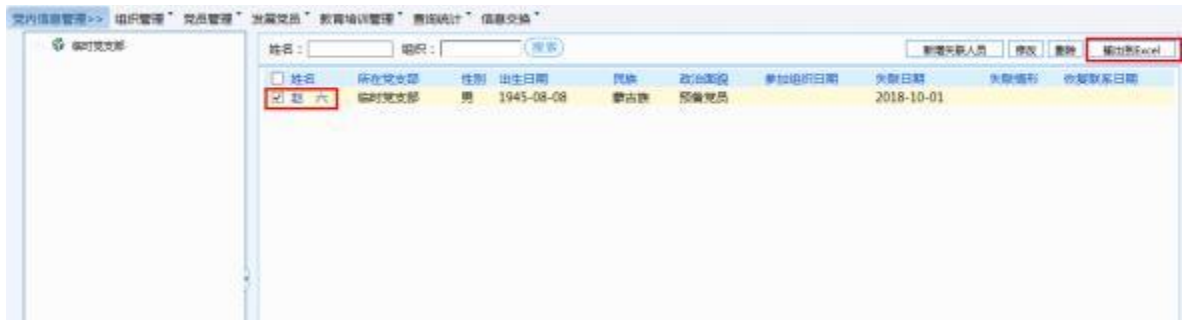 党内信息管理>> 组织管理 党员管理 发展党员 教育培训管理 查询统计 信息交换
临时党支部
姓名： 组织： 搜索 新增失联人员 修改 删除 输出到Excel
姓名 所在党支部 性别 出生日期 民族 政治面貌 参加组织日期 失联日期 失联情形 恢复联系日期
赵 六 临时党支部 男 1945-08-08 蒙古族 预备党员 2018-10-01